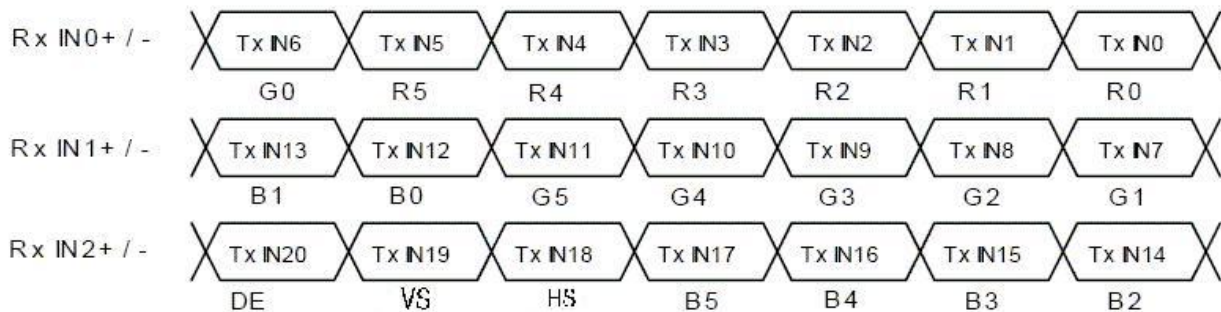 Rx IN0+ / - Tx IN6 Tx IN5 Tx IN4 Tx IN3 Tx IN2 Tx IN1 Tx IN0
G0 R5 R4 R3 R2 R1 R0
Rx IN1+ / - Tx IN13 Tx IN12 Tx IN11 Tx IN10 Tx IN9 Tx IN8 Tx IN7
B1 B0 G5 G4 G3 G2 G1
Rx IN2+ / - Tx IN20 Tx IN19 Tx IN18 Tx IN17 Tx IN16 Tx IN15 Tx IN14
DE VS HS B5 B4 B3 B2